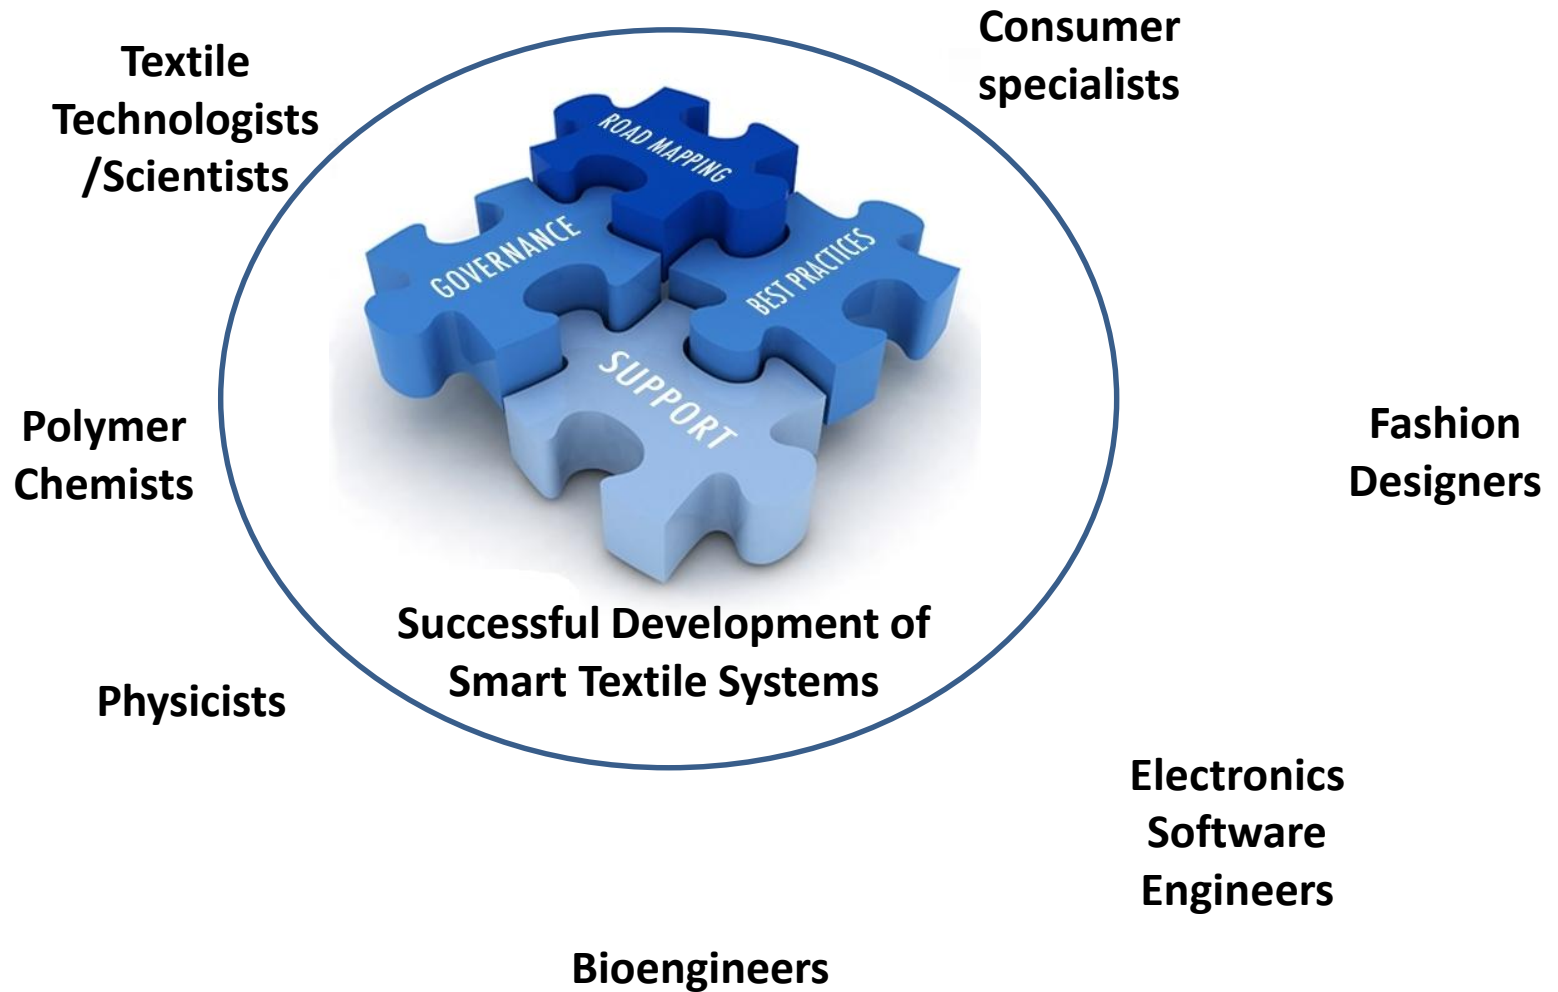 Consumer
specialists
Textile
Technologists
/Scientists
ROAD MAPPING
GOVERNANCE
BEST PRACTICES
SUPPORT
Polymer
Chemists
Fashion
Designers
Successful Development of
Smart Textile Systems
Physicists
Electronics
Software
Engineers
Bioengineers